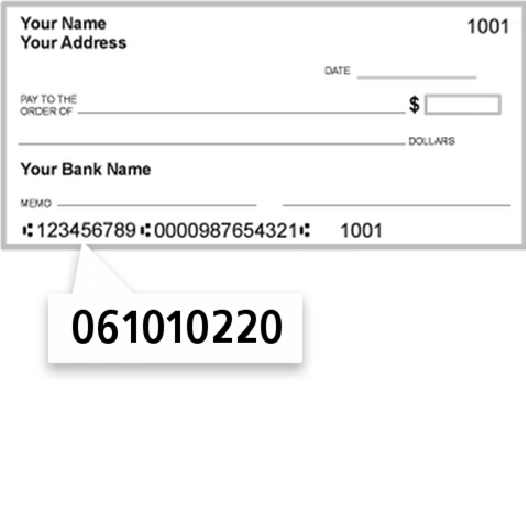 Your Name 1001
Your Address
DATE
PAY TO THE
ORDER OF $
DOLLARS
Your Bank Name
MEMO
⑆123456789⑆0000987654321⑆ 1001
061010220